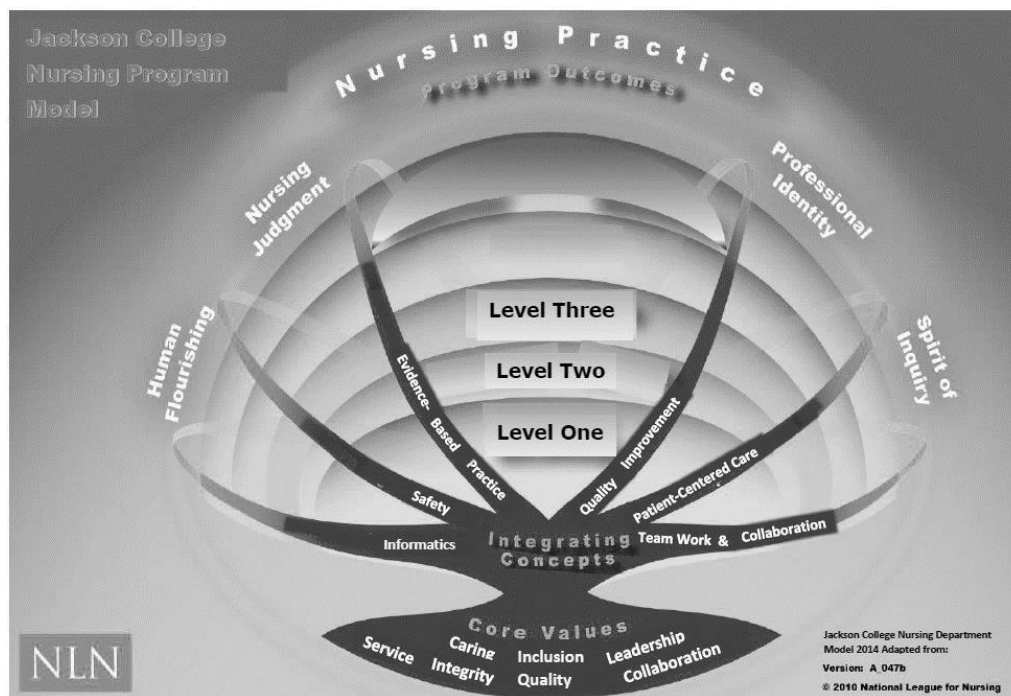 Jackson College
Nursing Program
Model
Nursing Practice
Program Outcomes
Nursing
Judgment
Professional
Identity
Human
Flourishing
Spirit of
Inquiry
Level Three
Level Two
Level One
Evidence-
Based
Practice
Quality Improvement
Safety
Patient-Centered Care
Informatics
Integrating
Concepts
Team Work & Collaboration
Core Values
Service
Caring
Integrity
Inclusion
Quality
Leadership
Collaboration
NLN
Jackson College Nursing Department
Model 2014 Adapted from:
Version: A_047b
© 2010 National League for Nursing